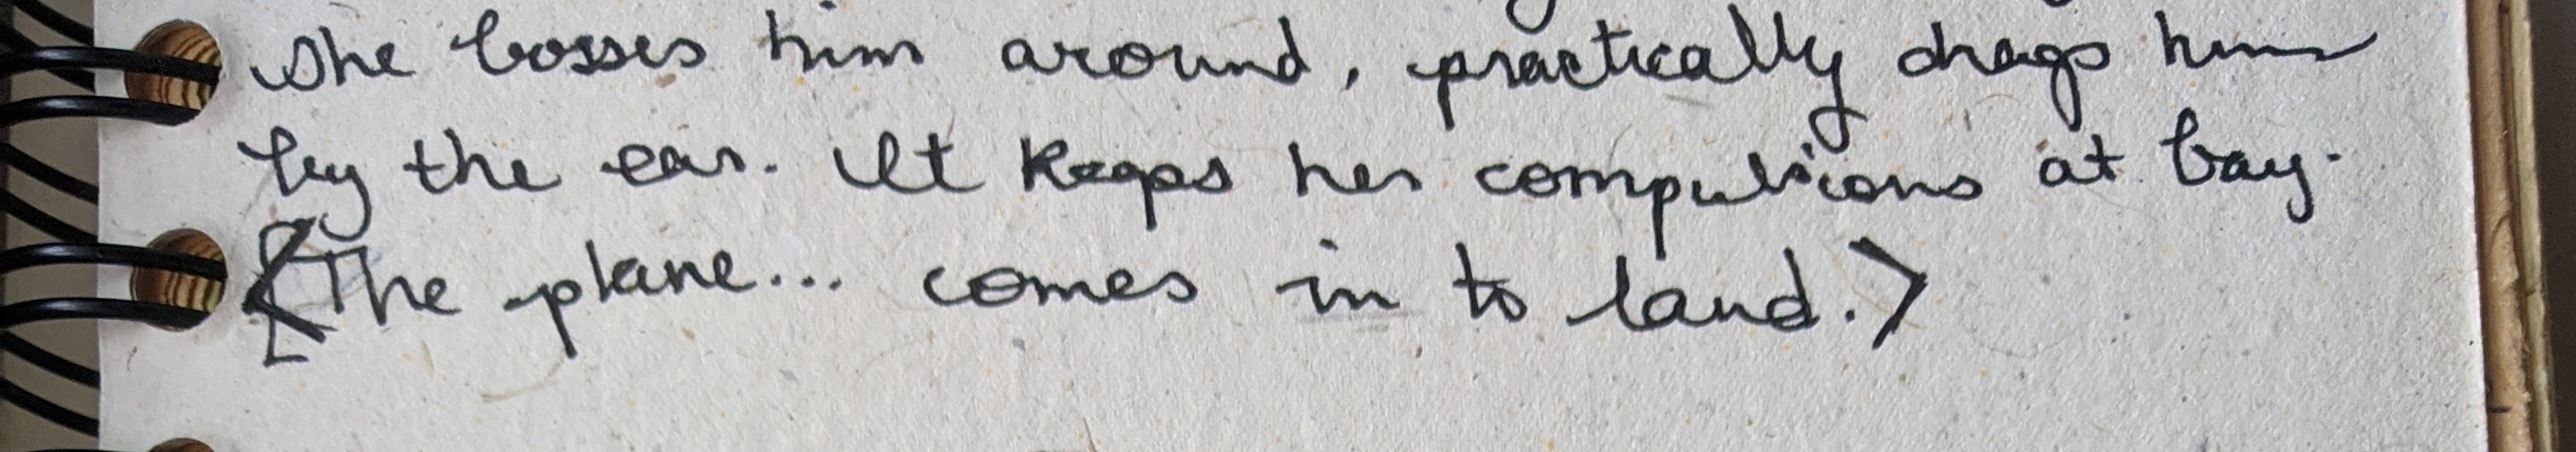 She bosses him around, practically drags him
by the ear. It keeps her compulsions at bay.
<The plane... comes in to land.>